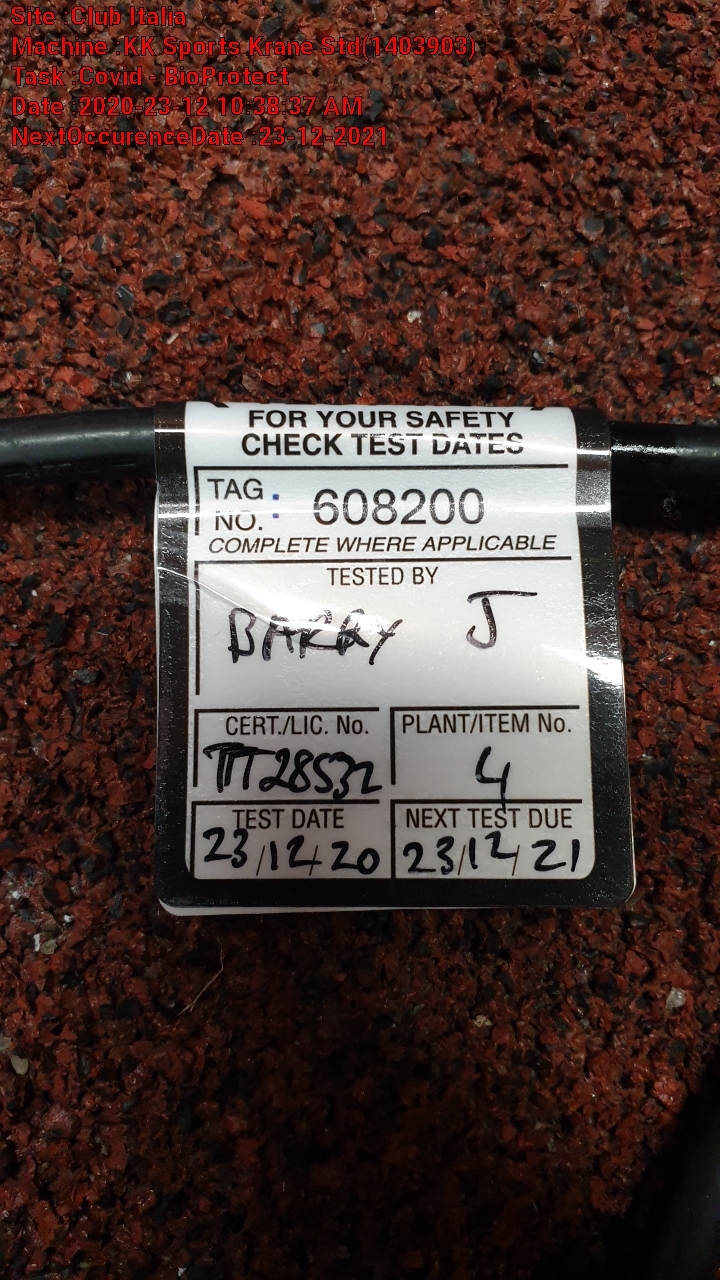 Site :Club Italia
Machine :KK Sports Krane Std(1403903)
Task :Covid - BioProtect
Date :2020-23-12 10:38:37 AM
NextOccurenceDate :23-12-2021
FOR YOUR SAFETY
CHECK TEST DATES
TAG NO. : 608200
COMPLETE WHERE APPLICABLE
TESTED BY
BARRY J
CERT./LIC. No. PLANT/ITEM No.
TT28532 4
TEST DATE NEXT TEST DUE
23/12/20 23/12/21